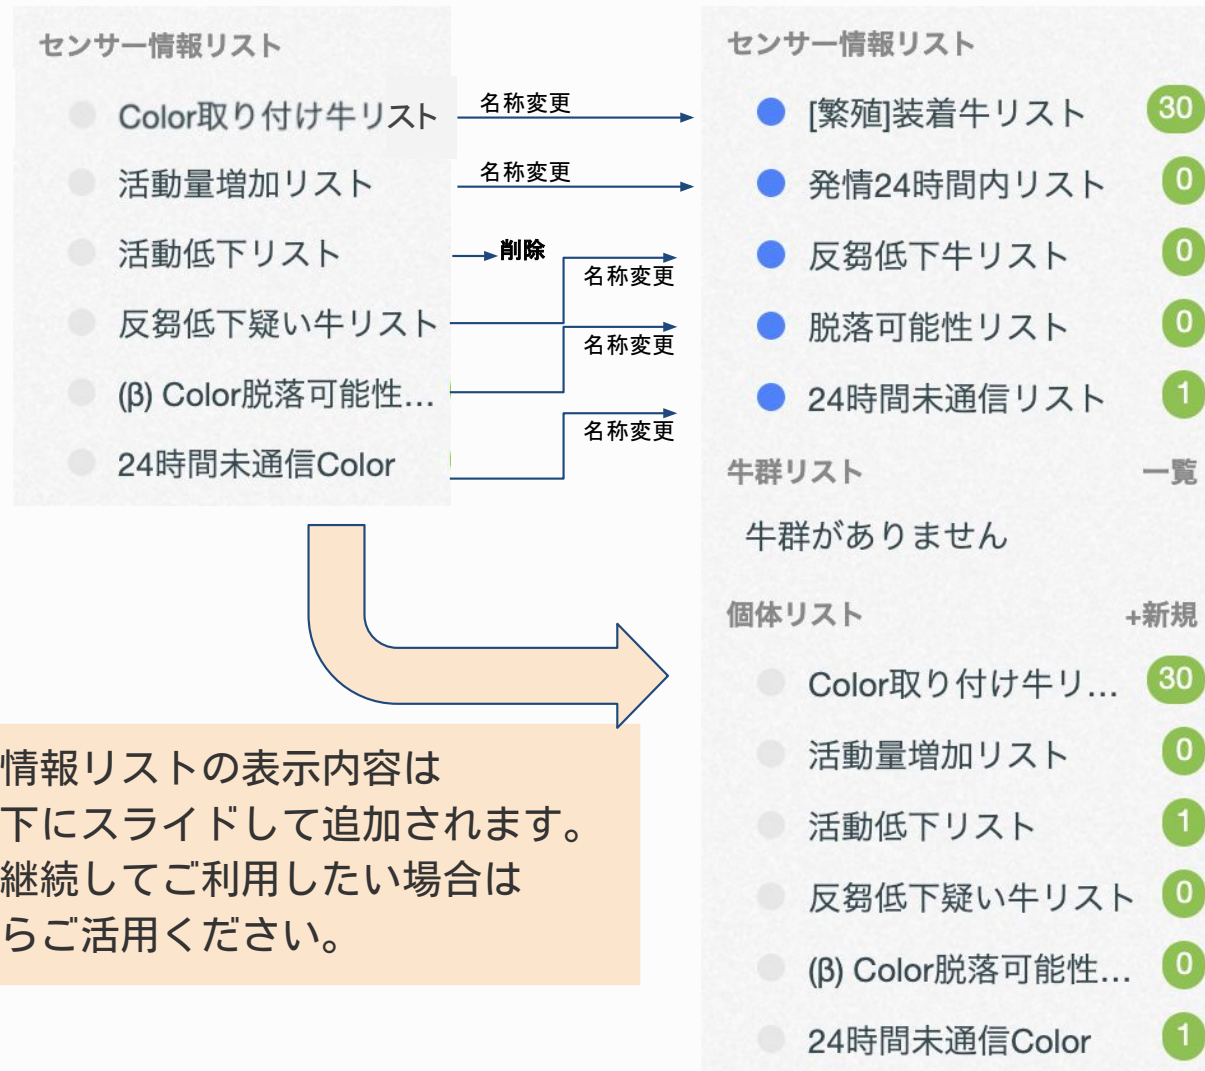 センサー情報リスト
Color取り付け牛リスト
活動量増加リスト
活動低下リスト
反芻低下疑い牛リスト
(β) Color脱落可能性…
24時間未通信Color
名称変更
名称変更
削除
名称変更
名称変更
名称変更
センサー情報リスト
[繁殖]装着牛リスト 30
発情24時間内リスト 0
反芻低下牛リスト 0
脱落可能性リスト 0
24時間未通信リスト 1
牛群リスト 一覧
牛群がありません
個体リスト +新規
Color取り付け牛リ… 30
活動量増加リスト 0
活動低下リスト 1
反芻低下疑い牛リスト 0
(β) Color脱落可能性… 0
24時間未通信Color 1
情報リストの表示内容は
下にスライドして追加されます。
継続してご利用したい場合は
らご活用ください。